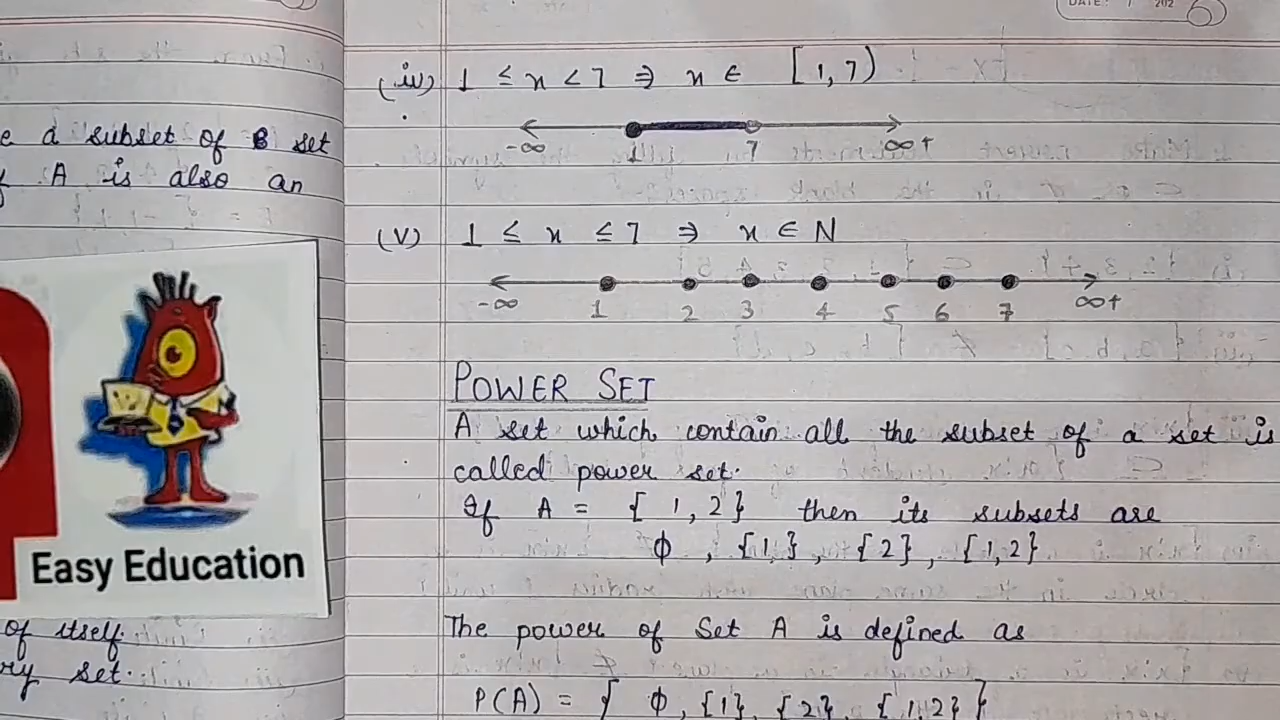 DATE: / 202
(iv) 1 ≤ x < 7 ⇒ x ∈ [1, 7)
-∞ 1 7 ∞+
(v) 1 ≤ x ≤ 7 ⇒ x ∈ N
-∞ 1 2 3 4 5 6 7 ∞+
POWER SET
A set which contain all the subset of a set is
called power set.
If A = { 1, 2} then its subsets are
ϕ , {1}, {2}, {1,2}
The power of Set A is defined as
P(A) = { ϕ, {1}, {2}, {1,2}}
a subset of B set
A is also an
Easy Education
of itself.
set.